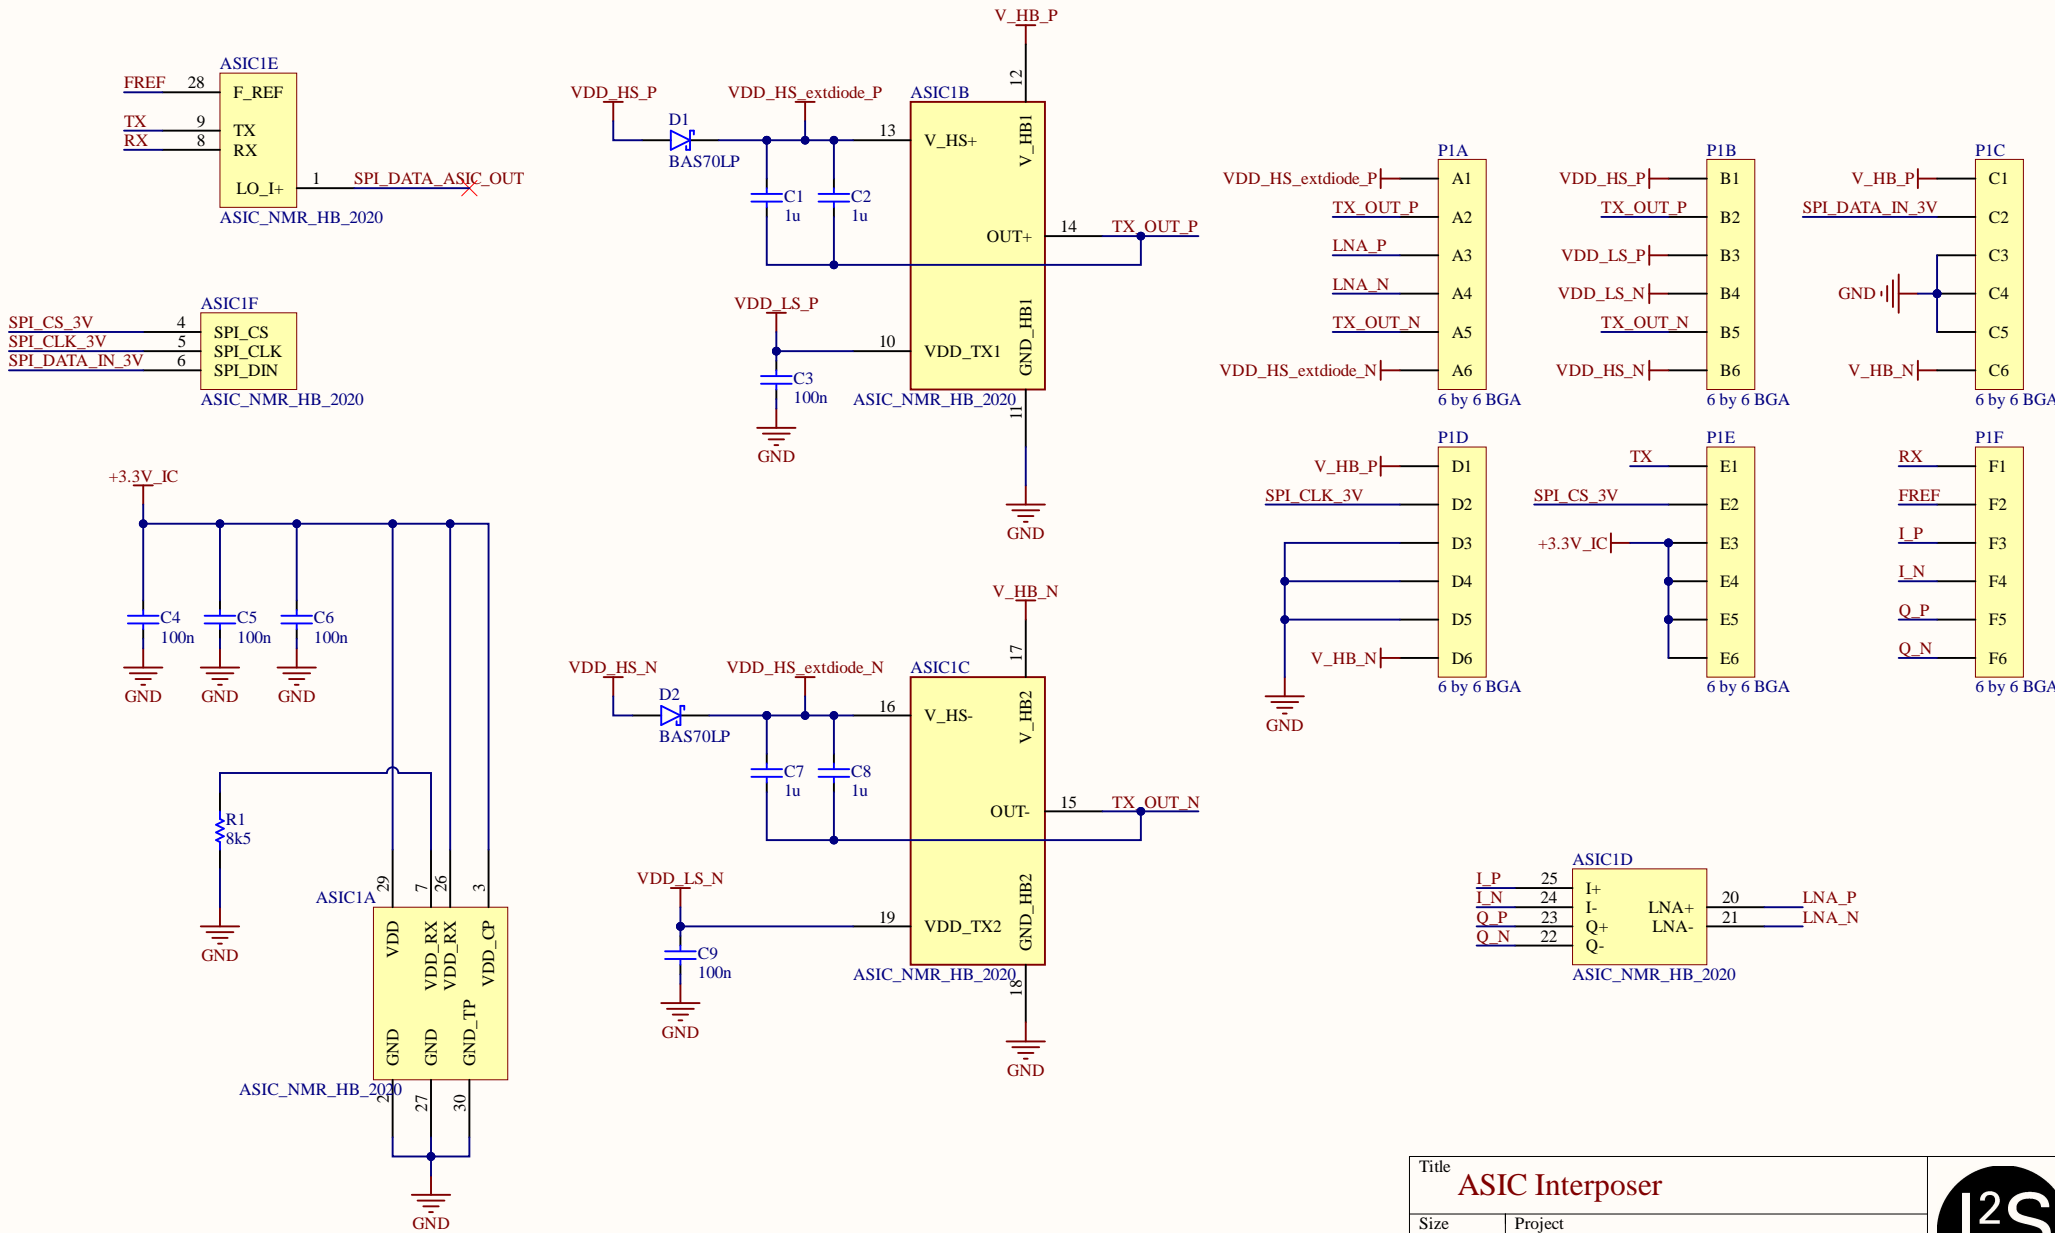 ASIC1E
FREF 28 F_REF
TX 9 TX
RX 8 RX
LO_I+ 1 SPI_DATA_ASIC_OUT
ASIC_NMR_HB_2020
ASIC1F
SPI_CS_3V 4 SPI_CS
SPI_CLK_3V 5 SPI_CLK
SPI_DATA_IN_3V 6 SPI_DIN
ASIC_NMR_HB_2020
+3.3V_IC
C4 100n
C5 100n
C6 100n
GND
GND
GND
R1
8k5
GND
ASIC1A
29 7 26 3
VDD VDD_RX VDD_RX VDD_CP
GND GND GND_TP
ASIC_NMR_HB_2020
2 27 30
GND
V_HB_P
12
VDD_HS_P
VDD_HS_extdiode_P
ASIC1B
D1
BAS70LP
13 V_HS+
V_HB1
C1 1u
C2 1u
OUT+ 14 TX_OUT_P
VDD_LS_P
10 VDD_TX1
GND_HB1
C3
100n
ASIC_NMR_HB_2020
11
GND
GND
V_HB_N
17
VDD_HS_N
VDD_HS_extdiode_N
ASIC1C
D2
BAS70LP
16 V_HS-
V_HB2
C7 1u
C8 1u
OUT- 15 TX_OUT_N
VDD_LS_N
19 VDD_TX2
GND_HB2
C9
100n
ASIC_NMR_HB_2020
18
GND
GND
P1A
VDD_HS_extdiode_P A1
TX_OUT_P A2
LNA_P A3
LNA_N A4
TX_OUT_N A5
VDD_HS_extdiode_N A6
6 by 6 BGA
P1B
VDD_HS_P B1
TX_OUT_P B2
VDD_LS_P B3
VDD_LS_N B4
TX_OUT_N B5
VDD_HS_N B6
6 by 6 BGA
P1C
V_HB_P C1
SPI_DATA_IN_3V C2
C3
GND C4
C5
V_HB_N C6
6 by 6 BGA
P1D
V_HB_P D1
SPI_CLK_3V D2
D3
D4
D5
V_HB_N D6
6 by 6 BGA
GND
P1E
TX E1
SPI_CS_3V E2
+3.3V_IC E3
E4
E5
E6
6 by 6 BGA
P1F
RX F1
FREF F2
I_P F3
I_N F4
Q_P F5
Q_N F6
6 by 6 BGA
ASIC1D
I_P 25 I+
I_N 24 I-
Q_P 23 Q+
Q_N 22 Q-
LNA+ 20 LNA_P
LNA- 21 LNA_N
ASIC_NMR_HB_2020
Title
ASIC Interposer
Size Project
I²S